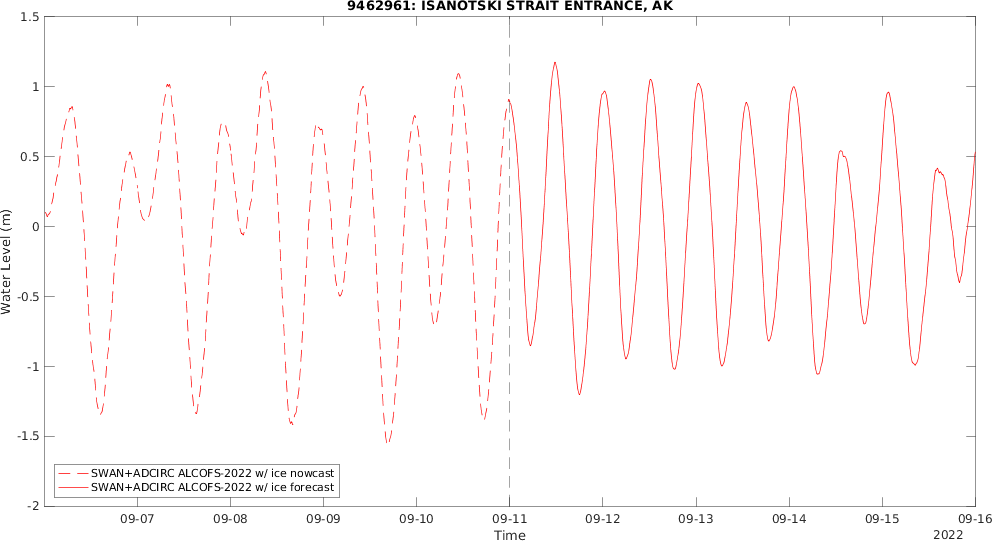 9462961: ISANOTSKI STRAIT ENTRANCE, AK
1.5
1
0.5
0
-0.5
-1
-1.5
-2
Water Level (m)
SWAN+ADCIRC ALCOFS-2022 w/ ice nowcast
SWAN+ADCIRC ALCOFS-2022 w/ ice forecast
09-07 09-08 09-09 09-10 09-11 09-12 09-13 09-14 09-15 09-16
Time
2022